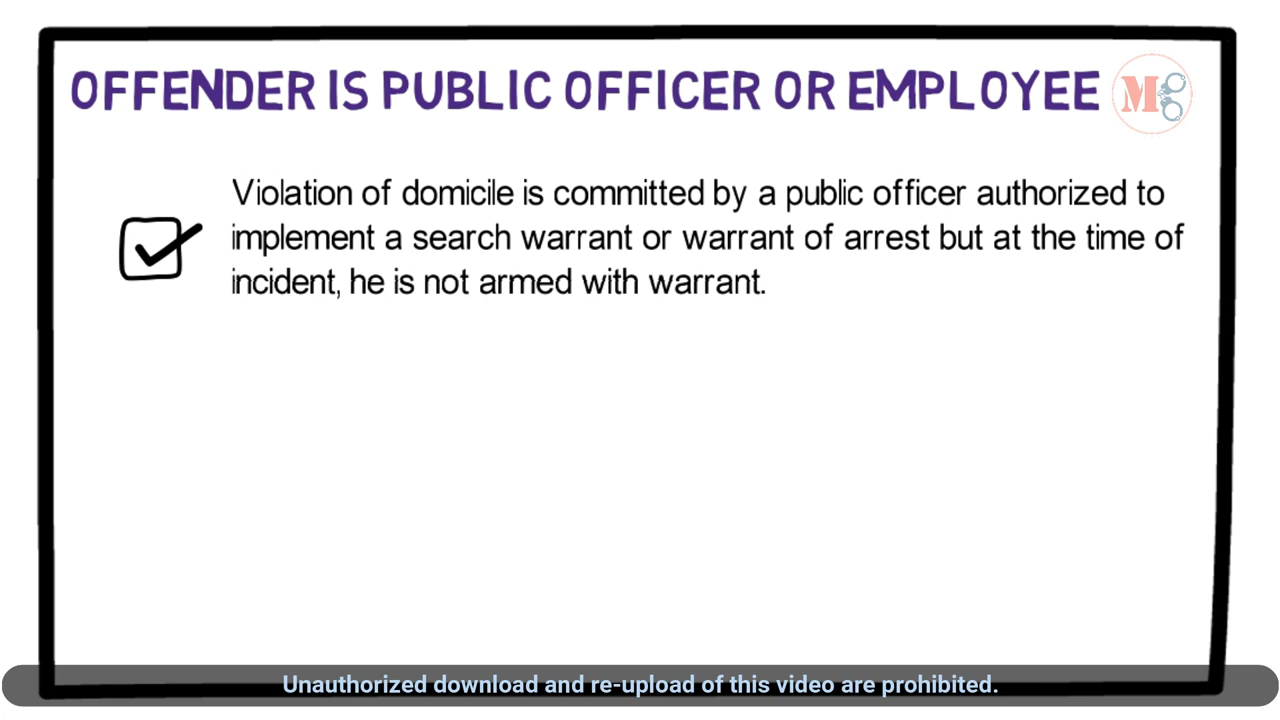 OFFENDER IS PUBLIC OFFICER OR EMPLOYEE
M
Violation of domicile is committed by a public officer authorized to
implement a search warrant or warrant of arrest but at the time of
incident, he is not armed with warrant.
Unauthorized download and re-upload of this video are prohibited.